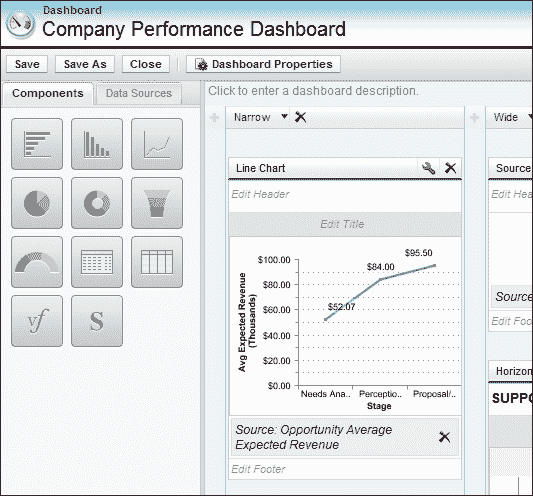 Dashboard
Company Performance Dashboard
Save
Save As
Close
Dashboard Properties
Components
Data Sources
Click to enter a dashboard description.
Narrow
Wide
Line Chart
Source
Edit Header
Edit Hea
Edit Title
$100.00
$80.00
$60.00
$40.00
$20.00
$0.00
Avg Expected Revenue
(Thousands)
$52.07
$84.00
$95.50
Needs Ana..
Perceptio..
Proposal/..
Stage
Source: Opportunity Average
Expected Revenue
Edit Footer
Source
Edit Foo
Horizon
SUPPO
vf
S